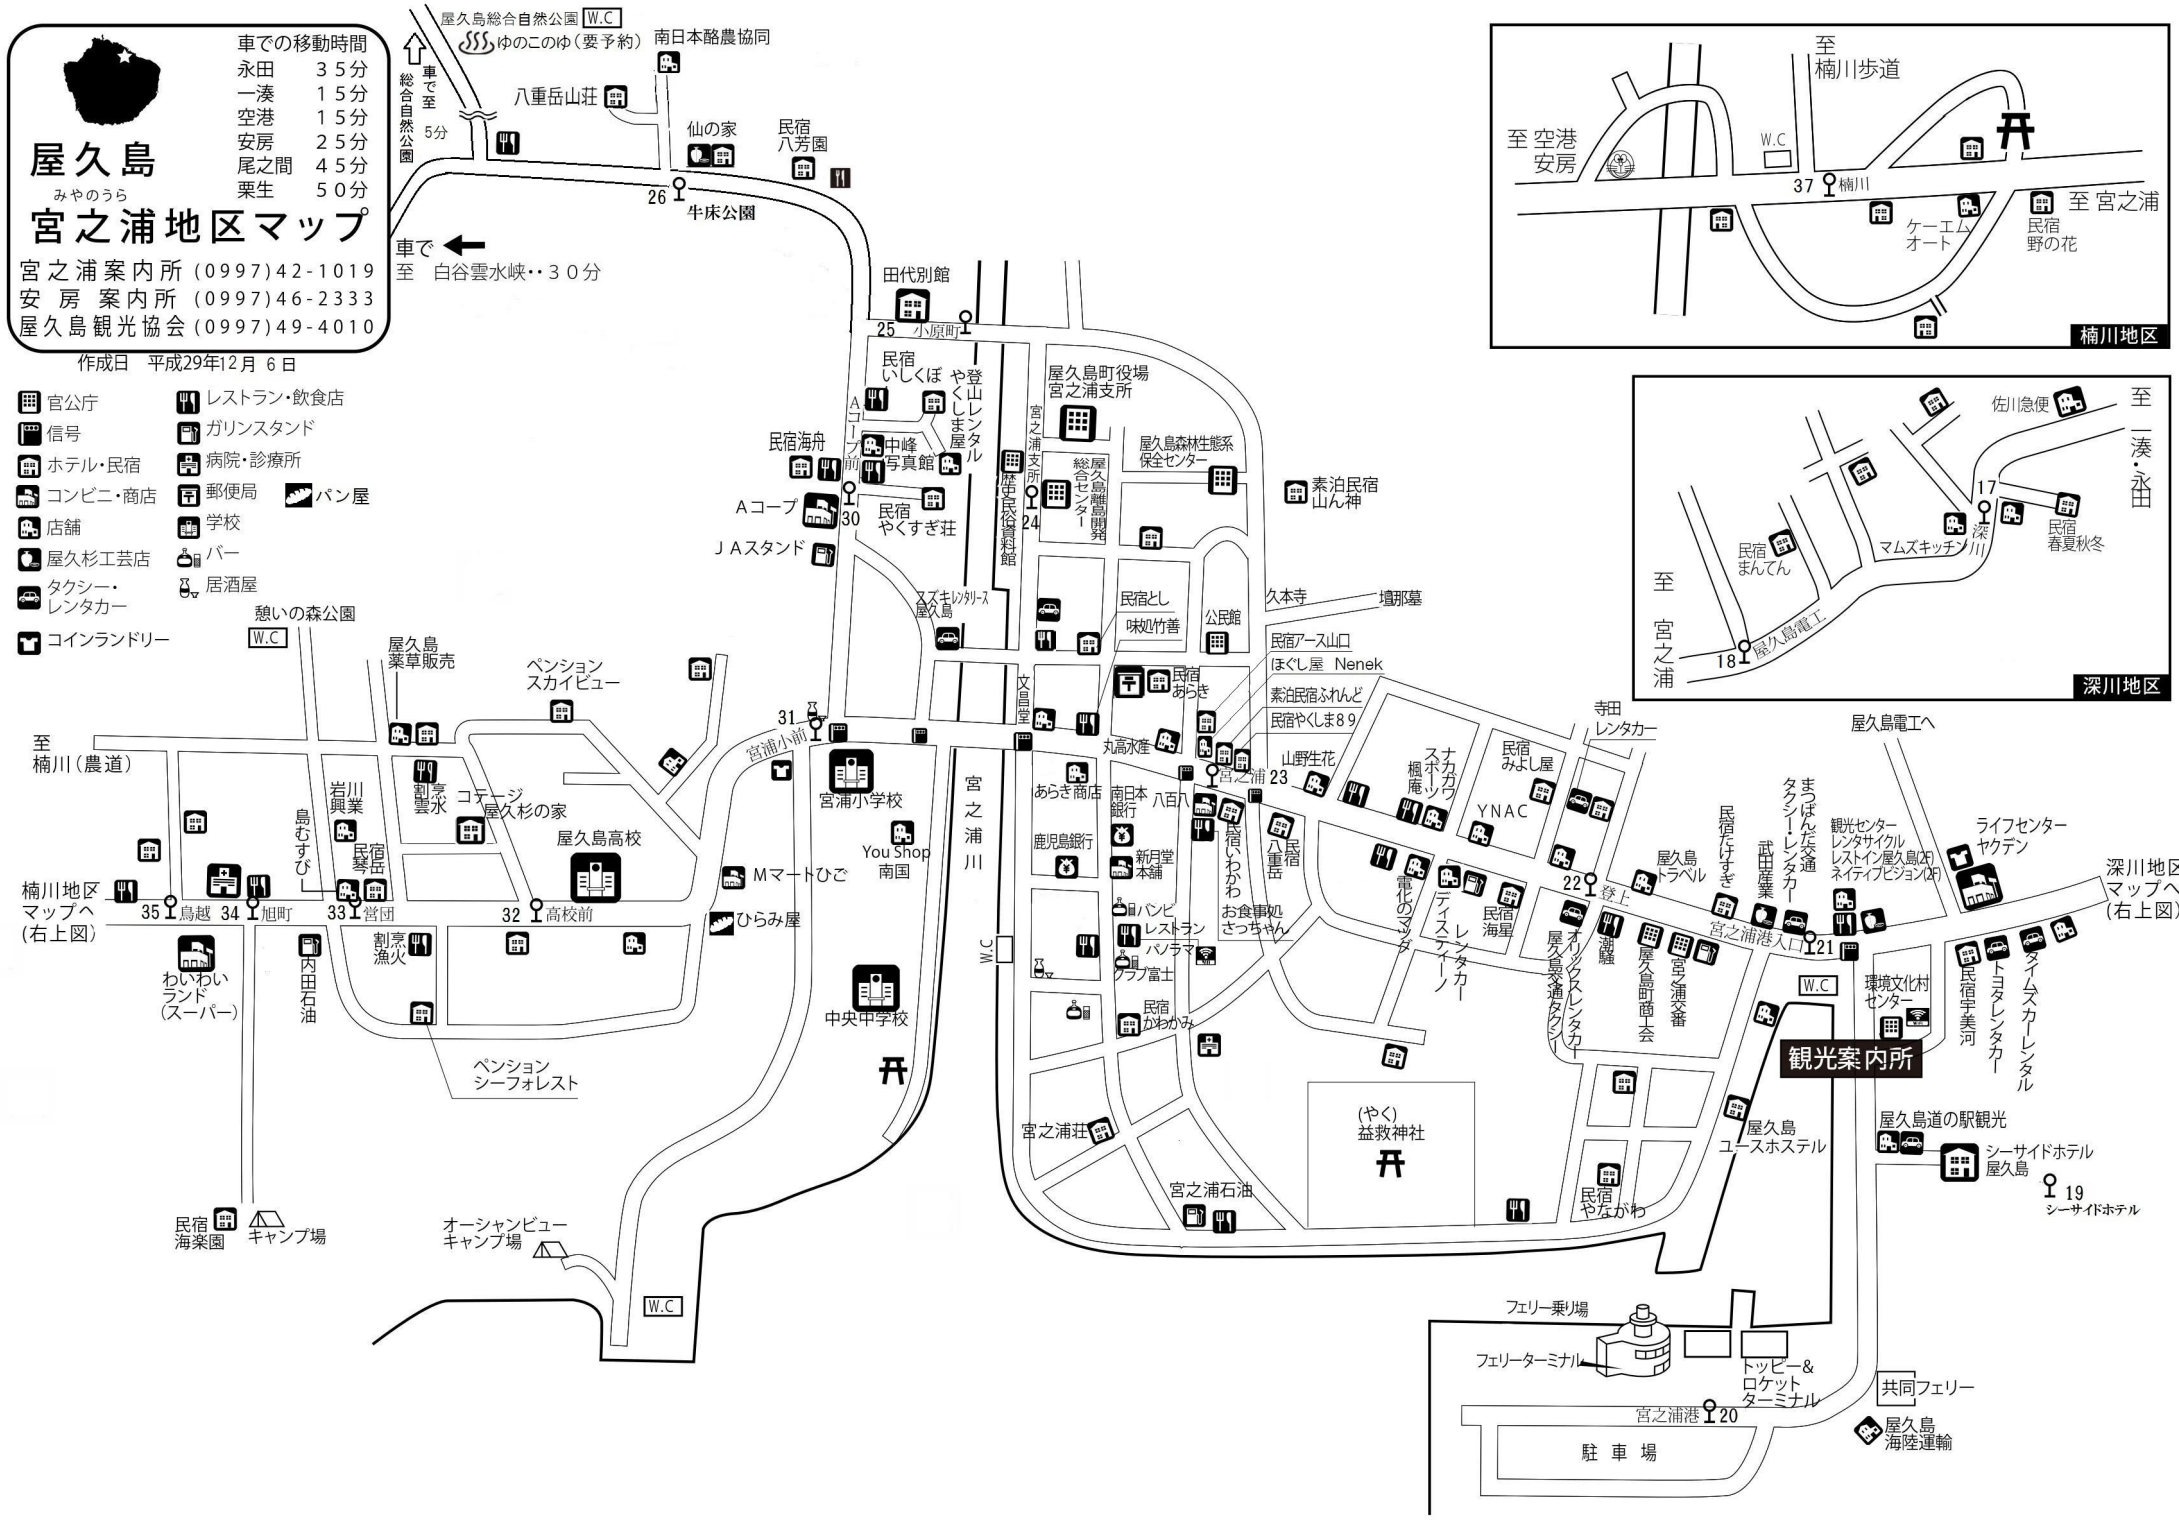 屋久島
みやのうら
宮之浦地区マップ
車での移動時間
永田 35分
一湊 15分
空港 15分
安房 25分
尾之間 45分
栗生 50分
宮之浦案内所 (0997)42-1019
安房案内所 (0997)46-2333
屋久島観光協会 (0997)49-4010
作成日 平成29年12月6日
官公庁
信号
ホテル・民宿
コンビニ・商店
店舗
屋久杉工芸店
タクシー・
レンタカー
コインランドリー
レストラン・飲食店
ガリンスタンド
病院・診療所
郵便局
学校
バー
居酒屋
パン屋
屋久島総合自然公園 W.C
ゆのこのゆ(要予約)
車で至
総合自然公園
5分
南日本酪農協同
八重岳山荘
仙の家
民宿
八芳園
26
牛床公園
車で
至 白谷雲水峡・・30分
田代別館
25 小原町
民宿
いしくぼ
登山レンタル
やくしま屋
Aコープ前
民宿海舟
中峰
写真館
Aコープ
30
民宿
やくすぎ荘
JAスタンド
スズキレンタリース
屋久島
屋久島町役場
宮之浦支所
宮之浦支所
24
歴史民俗資料館
屋久島離島開発
総合センター
屋久島森林生態系
保全センター
素泊民宿
山ん神
久本寺
壇那墓
民宿とし
味処竹善
公民館
民宿アース山口
ほぐし屋 Nenek
素泊民宿ふれんど
民宿やくしま89
民宿
あらき
文昌堂
丸高水産
宮之浦 23
山野生花
憩いの森公園
W.C
屋久島
薬草販売
ペンション
スカイビュー
31
宮浦小前
至
楠川(農道)
岩川
興業
割烹
雲水
コテージ
屋久杉の家
島むすび
民宿
琴岳
屋久島高校
宮浦小学校
You Shop
南国
Mマートひご
ひらみ屋
楠川地区
マップへ
(右上図)
35 鳥越
34 旭町
33 営団
32 高校前
わいわい
ランド
(スーパー)
内田石油
割烹
漁火
ペンション
シーフォレスト
中央中学校
民宿
海楽園
キャンプ場
オーシャンビュー
キャンプ場
W.C
宮之浦川
W.C
あらき商店
南日本
銀行
八百八
鹿児島銀行
新月堂
本舗
民宿いわかわ
民宿
八重岳
バンビ
レストラン
パノラマ
クラブ富士
お食事処
さっちゃん
民宿
かわかみ
宮之浦荘
宮之浦石油
(やく)
益救神社
ナカガワ
スポーツ
楓庵
YNAC
民宿
みよし屋
寺田
レンタカー
電化のマツダ
ディスティーノ
レンタカー
民宿
海星
22
登上
屋久島
トラベル
オリックスレンタカー
屋久島交通タクシー
潮騒
屋久島町商工会
宮之浦交番
民宿たけすぎ
武田産業
まつばんだ交通
タクシー・レンタカー
宮之浦港入口 21
観光センター
レンタサイクル
レストイン屋久島(2F)
ネイティブビジョン(2F)
屋久島電工へ
ライフセンター
ヤクデン
深川地区
マップへ
(右上図)
W.C
環境文化村
センター
観光案内所
民宿宇美河
トヨタレンタカー
タイムズカーレンタル
屋久島
ユースホステル
屋久島道の駅観光
シーサイドホテル
屋久島
19
シーサイドホテル
民宿
やながわ
フェリー乗り場
フェリーターミナル
トッピー&
ロケット
ターミナル
共同フェリー
宮之浦港 20
駐車場
屋久島
海陸運輸
至
楠川歩道
至 空港
安房
W.C
37 楠川
至 宮之浦
ケーエム
オート
民宿
野の花
楠川地区
佐川急便
至 一湊・永田
17
深川
マムズキッチン
民宿
春夏秋冬
民宿
まんてん
至 宮之浦
18
屋久島電工
深川地区